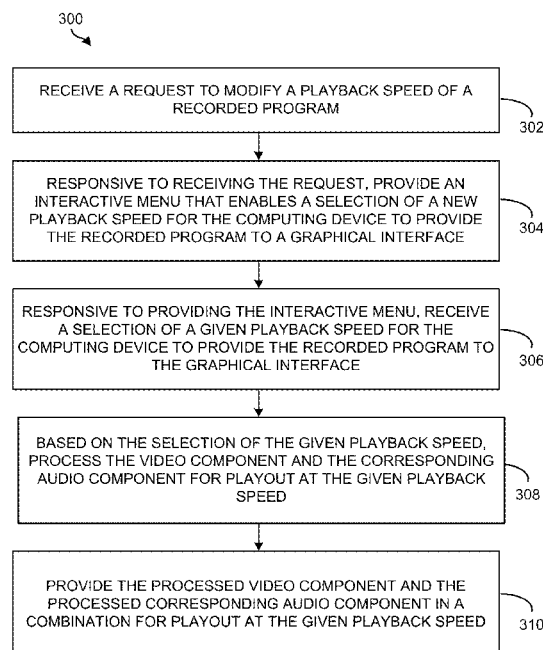 300
RECEIVE A REQUEST TO MODIFY A PLAYBACK SPEED OF A
RECORDED PROGRAM
302
RESPONSIVE TO RECEIVING THE REQUEST, PROVIDE AN
INTERACTIVE MENU THAT ENABLES A SELECTION OF A NEW
PLAYBACK SPEED FOR THE COMPUTING DEVICE TO PROVIDE
THE RECORDED PROGRAM TO A GRAPHICAL INTERFACE
304
RESPONSIVE TO PROVIDING THE INTERACTIVE MENU, RECEIVE
A SELECTION OF A GIVEN PLAYBACK SPEED FOR THE
COMPUTING DEVICE TO PROVIDE THE RECORDED PROGRAM TO
THE GRAPHICAL INTERFACE
306
BASED ON THE SELECTION OF THE GIVEN PLAYBACK SPEED,
PROCESS THE VIDEO COMPONENT AND THE CORRESPONDING
AUDIO COMPONENT FOR PLAYOUT AT THE GIVEN PLAYBACK
SPEED
308
PROVIDE THE PROCESSED VIDEO COMPONENT AND THE
PROCESSED CORRESPONDING AUDIO COMPONENT IN A
COMBINATION FOR PLAYOUT AT THE GIVEN PLAYBACK SPEED
310